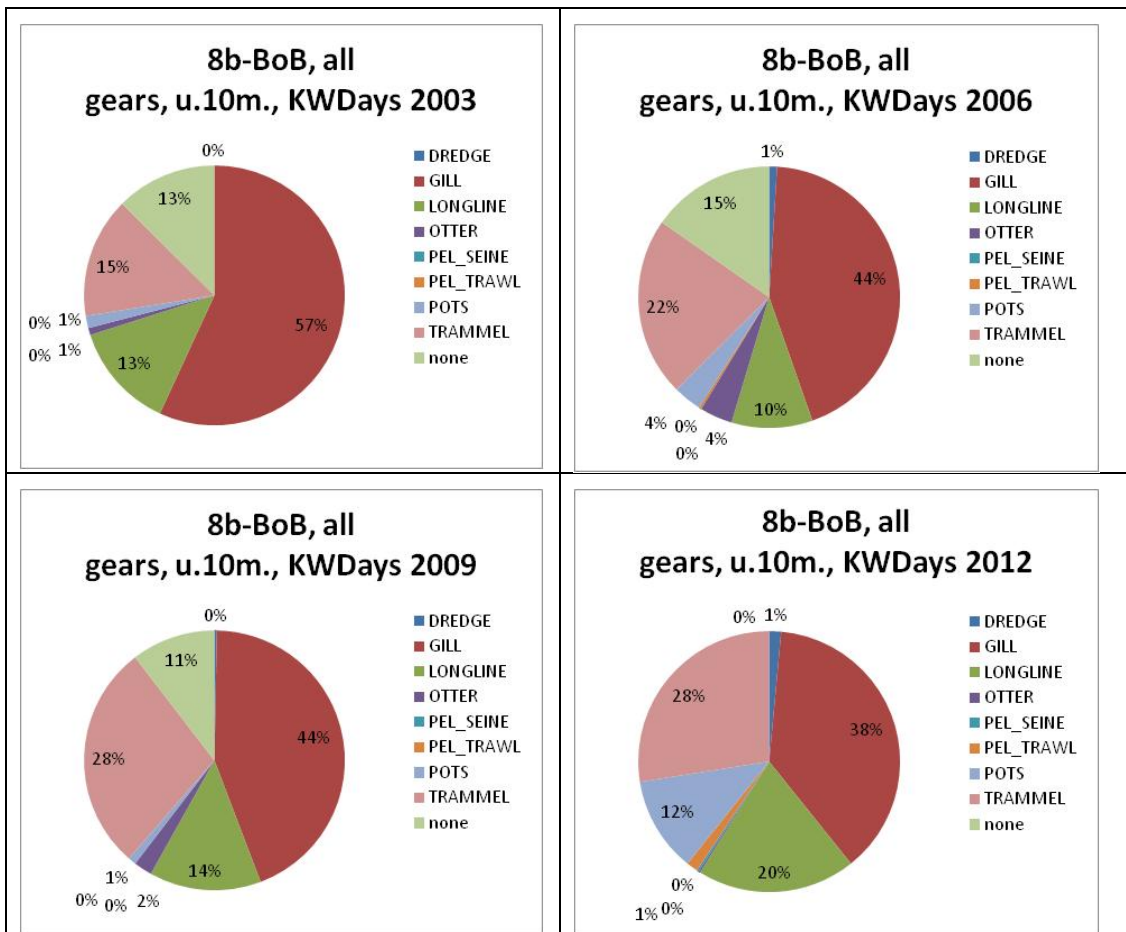 8b-BoB, all
gears, u.10m., KWDays 2003
0%
13%
15%
0% 1%
0% 1%
13%
57%
DREDGE
GILL
LONGLINE
OTTER
PEL_SEINE
PEL_TRAWL
POTS
TRAMMEL
none
8b-BoB, all
gears, u.10m., KWDays 2006
1%
15%
44%
22%
10%
4% 0%
4%
0%
DREDGE
GILL
LONGLINE
OTTER
PEL_SEINE
PEL_TRAWL
POTS
TRAMMEL
none
8b-BoB, all
gears, u.10m., KWDays 2009
0%
11%
44%
28%
14%
1%
0% 0% 2%
DREDGE
GILL
LONGLINE
OTTER
PEL_SEINE
PEL_TRAWL
POTS
TRAMMEL
none
8b-BoB, all
gears, u.10m., KWDays 2012
0% 1%
28%
38%
12%
20%
0%
1% 0%
DREDGE
GILL
LONGLINE
OTTER
PEL_SEINE
PEL_TRAWL
POTS
TRAMMEL
none